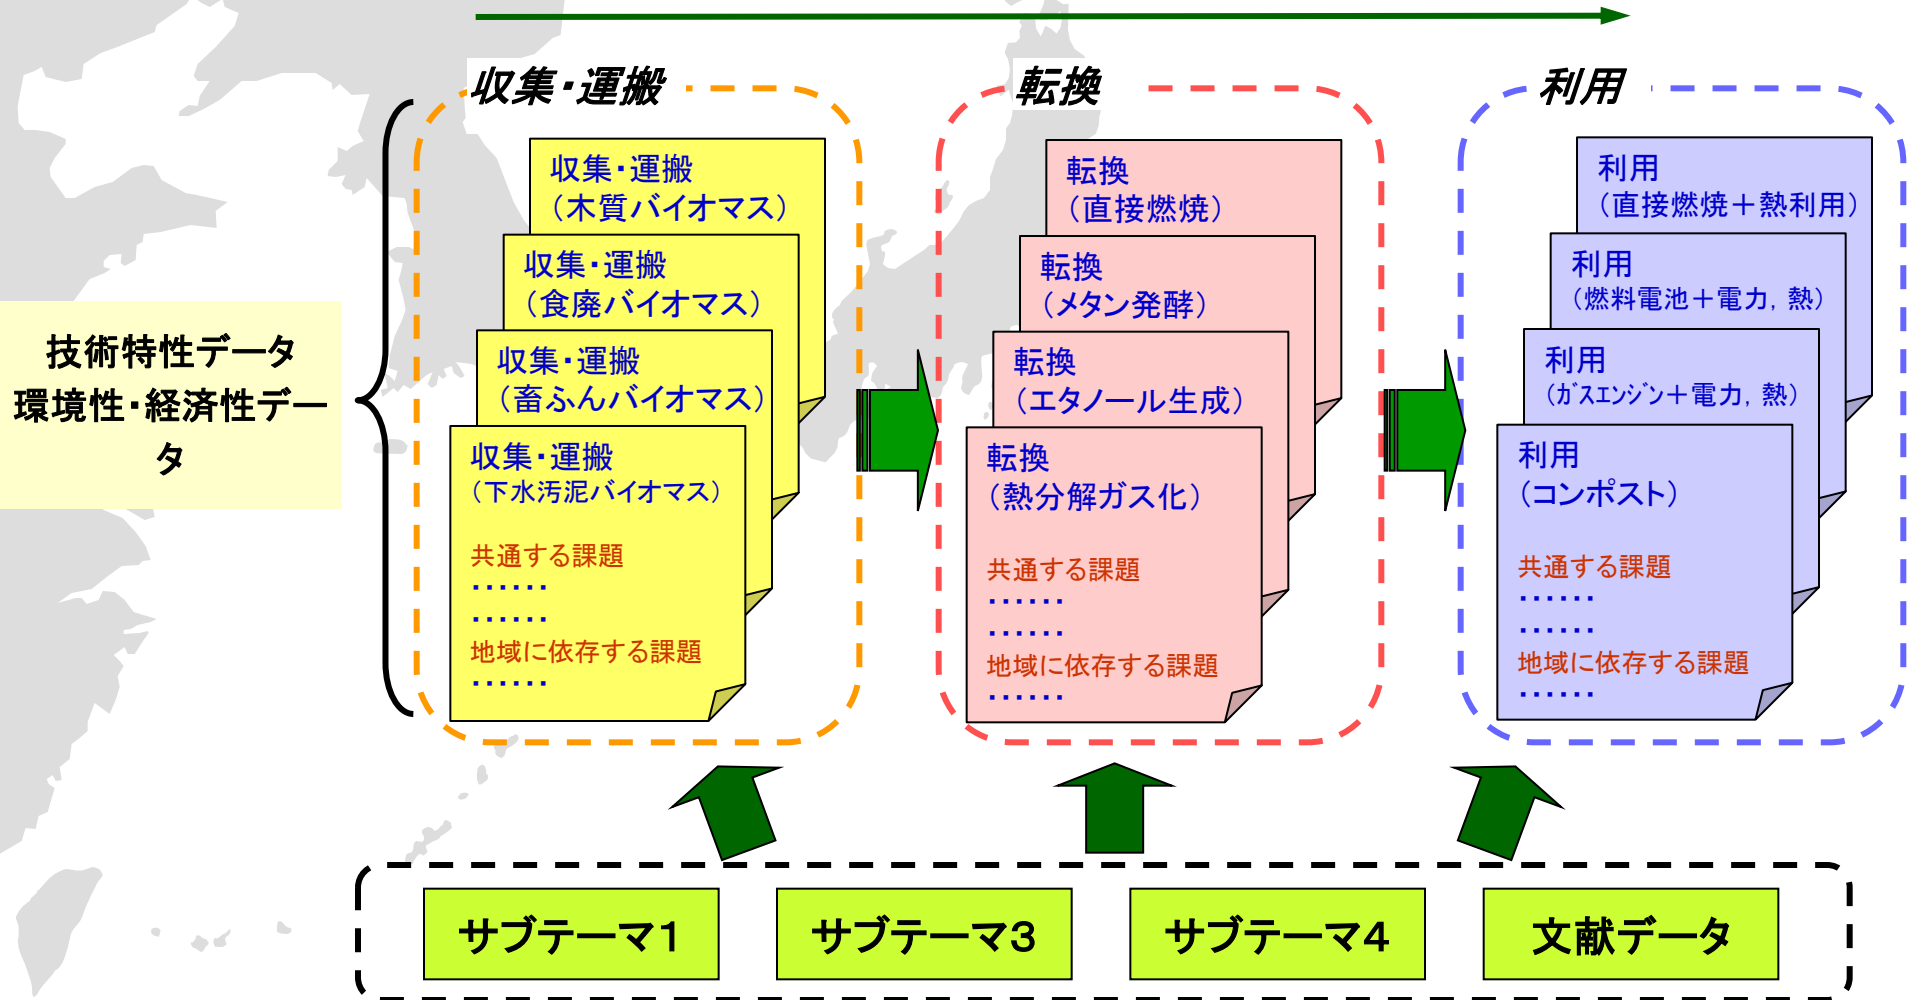 収集・運搬
転換
利用
技術特性データ
環境性・経済性デー
タ
収集・運搬
（木質バイオマス）
収集・運搬
（食廃バイオマス）
収集・運搬
（畜ふんバイオマス）
収集・運搬
（下水汚泥バイオマス）
共通する課題
・・・・・・
・・・・・・
地域に依存する課題
・・・・・・
転換
（直接燃焼）
転換
（メタン発酵）
転換
（エタノール生成）
転換
（熱分解ガス化）
共通する課題
・・・・・・
・・・・・・
地域に依存する課題
・・・・・・
利用
（直接燃焼＋熱利用）
利用
（燃料電池＋電力，熱）
利用
（ｶﾞｽｴﾝｼﾞﾝ＋電力，熱）
利用
（コンポスト）
共通する課題
・・・・・・
・・・・・・
地域に依存する課題
・・・・・・
サブテーマ１
サブテーマ３
サブテーマ４
文献データ